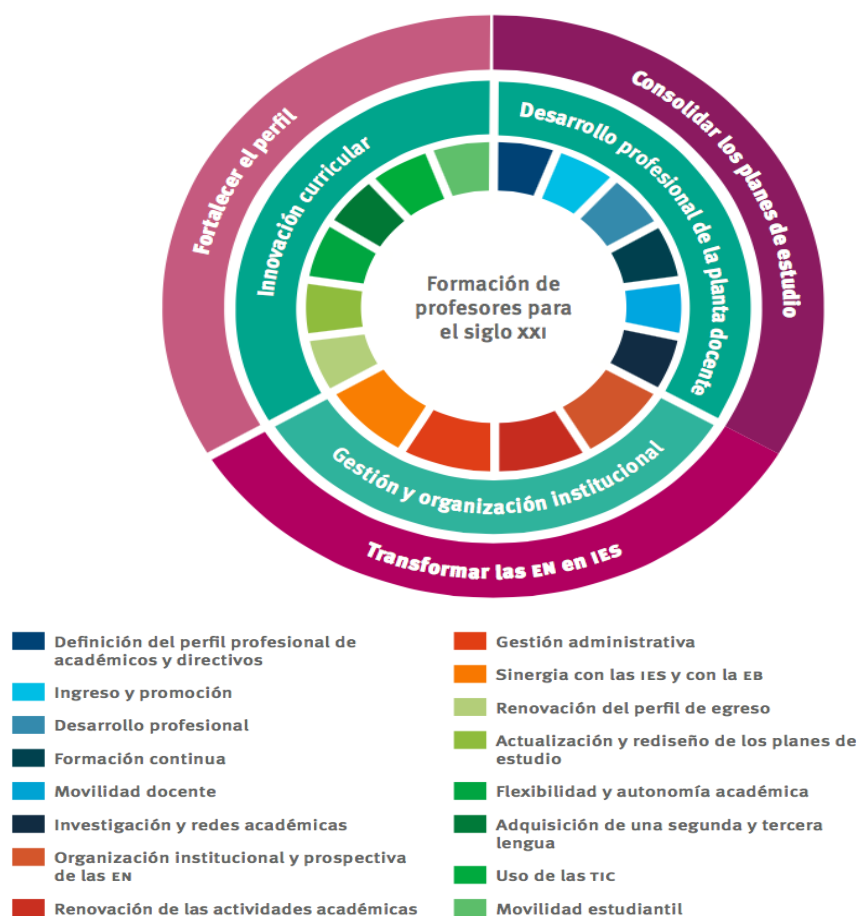 Fortalecer el perfil
Consolidar los planes de estudio
Innovación curricular
Desarrollo profesional de la planta docente
Formación de
profesores para
el siglo XXI
Gestión y organización institucional
Transformar las EN en IES
Definición del perfil profesional de
académicos y directivos
Ingreso y promoción
Desarrollo profesional
Formación continua
Movilidad docente
Investigación y redes académicas
Organización institucional y prospectiva
de las EN
Renovación de las actividades académicas
Gestión administrativa
Sinergia con las IES y con la EB
Renovación del perfil de egreso
Actualización y rediseño de los planes de
estudio
Flexibilidad y autonomía académica
Adquisición de una segunda y tercera
lengua
Uso de las TIC
Movilidad estudiantil